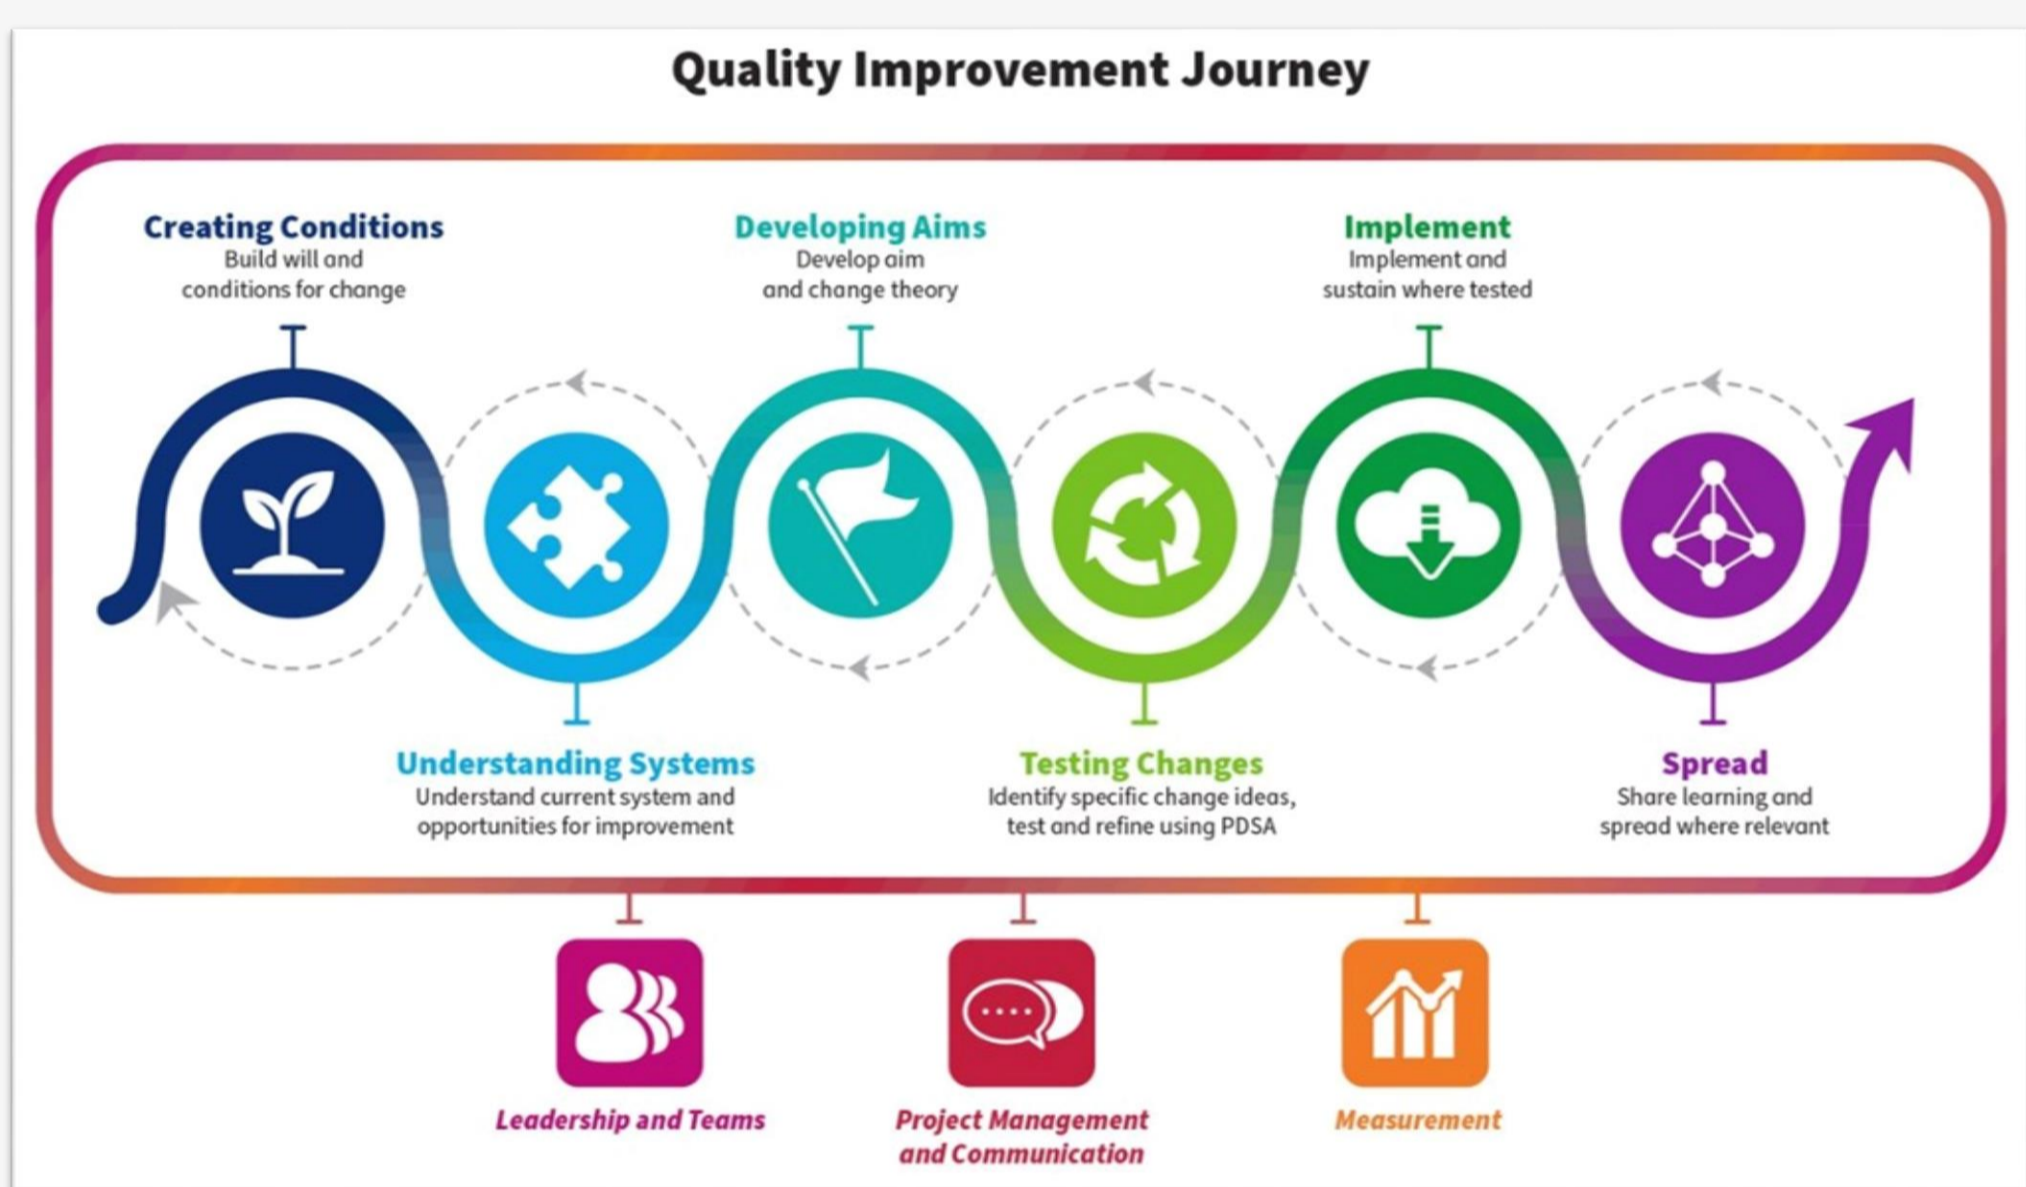 Quality Improvement Journey
Creating Conditions
Build will and
conditions for change
Developing Aims
Develop aim
and change theory
Implement
Implement and
sustain where tested
Understanding Systems
Understand current system and
opportunities for improvement
Testing Changes
Identify specific change ideas,
test and refine using PDSA
Spread
Share learning and
spread where relevant
Leadership and Teams
Project Management
and Communication
Measurement